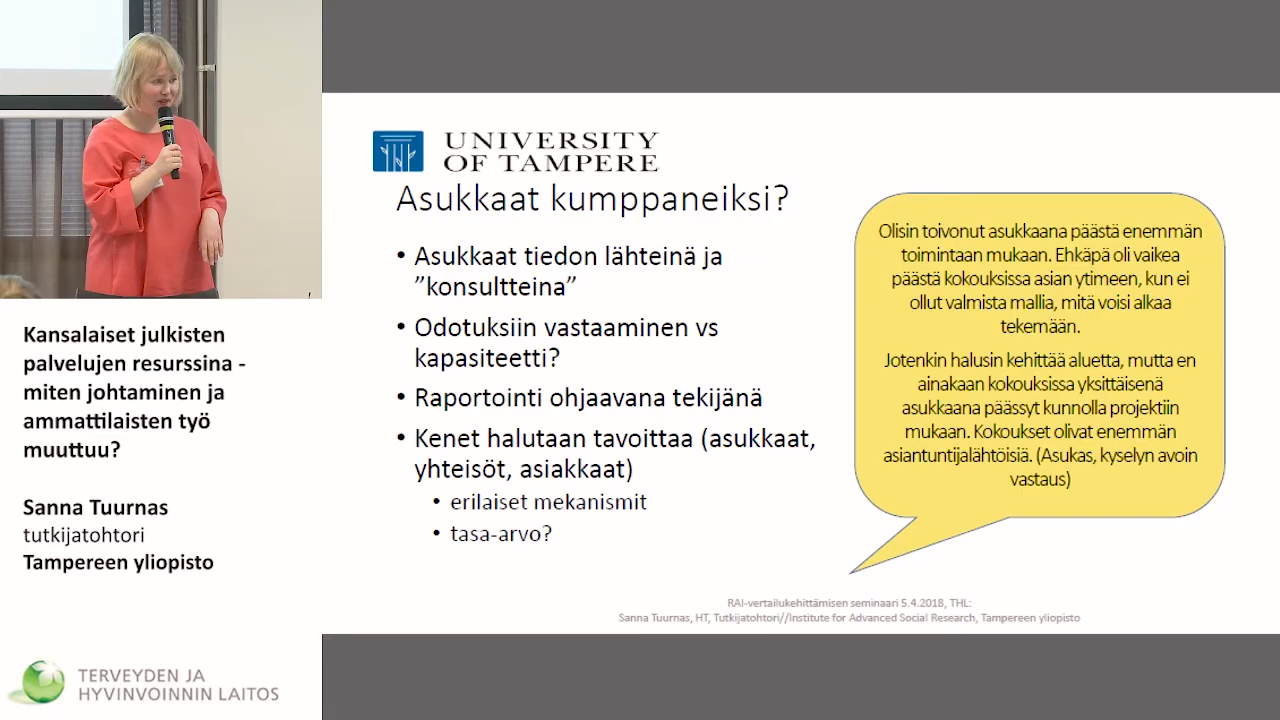 Kansalaiset julkisten
palvelujen resurssina -
miten johtaminen ja
ammattilaisten työ
muuttuu?
Sanna Tuurnas
tutkijatohtori
Tampereen yliopisto
TERVEYDEN JA
HYVINVOINNIN LAITOS
UNIVERSITY
OF TAMPERE
Asukkaat kumppaneiksi?
• Asukkaat tiedon lähteinä ja
”konsultteina”
• Odotuksiin vastaaminen vs
kapasiteetti?
• Raportointi ohjaavana tekijänä
• Kenet halutaan tavoittaa (asukkaat,
yhteisöt, asiakkaat)
• erilaiset mekanismit
• tasa-arvo?
Olisin toivonut asukkaana päästä enemmän
toimintaan mukaan. Ehkäpä oli vaikea
päästä kokouksissa asian ytimeen, kun ei
ollut valmista mallia, mitä voisi alkaa
tekemään.
Jotenkin halusin kehittää aluetta, mutta en
ainakaan kokouksissa yksittäisenä
asukkaana päässyt kunnolla projektiin
mukaan. Kokoukset olivat enemmän
asiantuntijalähtöisiä. (Asukas, kyselyn avoin
vastaus)
RAI-vertailukehittämisen seminaari 5.4.2018, THL:
Sanna Tuurnas, HT, Tutkijatohtori//Institute for Advanced Social Research, Tampereen yliopisto